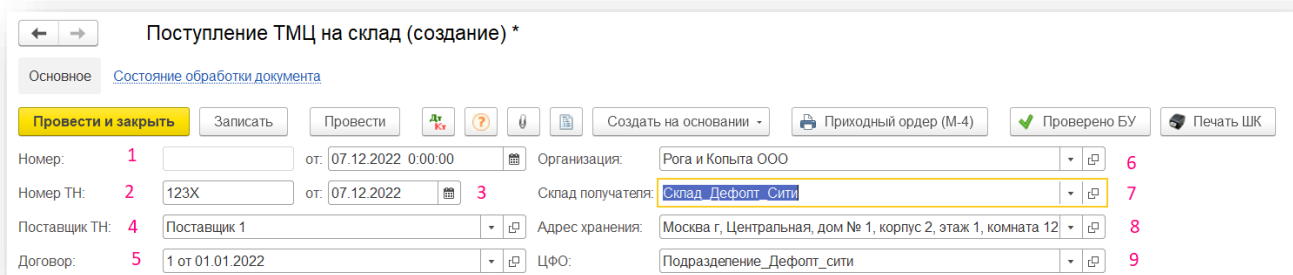 Поступление ТМЦ на склад (создание) *
Основное Состояние обработки документа
Провести и закрыть Записать Провести Дт Кт ? Создать на основании Приходный ордер (М-4) Проверено БУ Печать ШК
Номер: 1 от: 07.12.2022 0:00:00 Организация: Рога и Копыта ООО 6
Номер ТН: 2 123Х от: 07.12.2022 3 Склад получателя: Склад_Дефолт_Сити 7
Поставщик ТН: 4 Поставщик 1 Адрес хранения: Москва г, Центральная, дом № 1, корпус 2, этаж 1, комната 12 8
Договор: 5 1 от 01.01.2022 ЦФО: Подразделение_Дефолт_сити 9